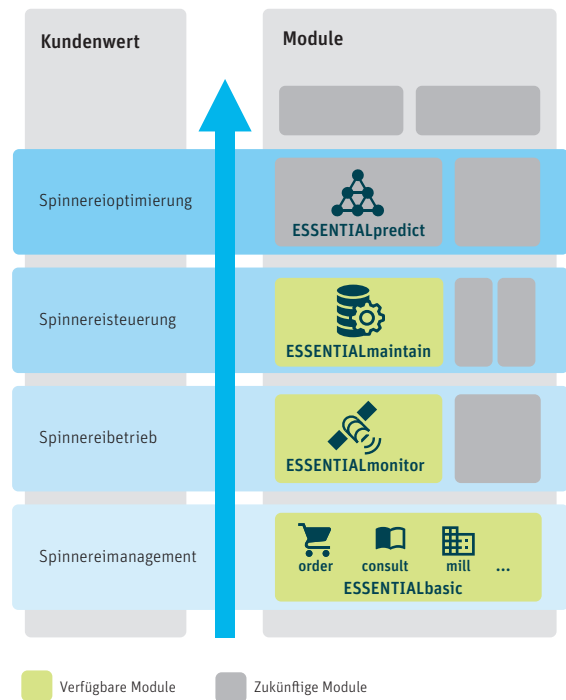 Kundenwert
Module
Spinnereioptimierung
ESSENTIALpredict
Spinnereisteuerung
ESSENTIALmaintain
Spinnereibetrieb
ESSENTIALmonitor
Spinnereimanagement
order consult mill ...
ESSENTIALbasic
Verfügbare Module
Zukünftige Module